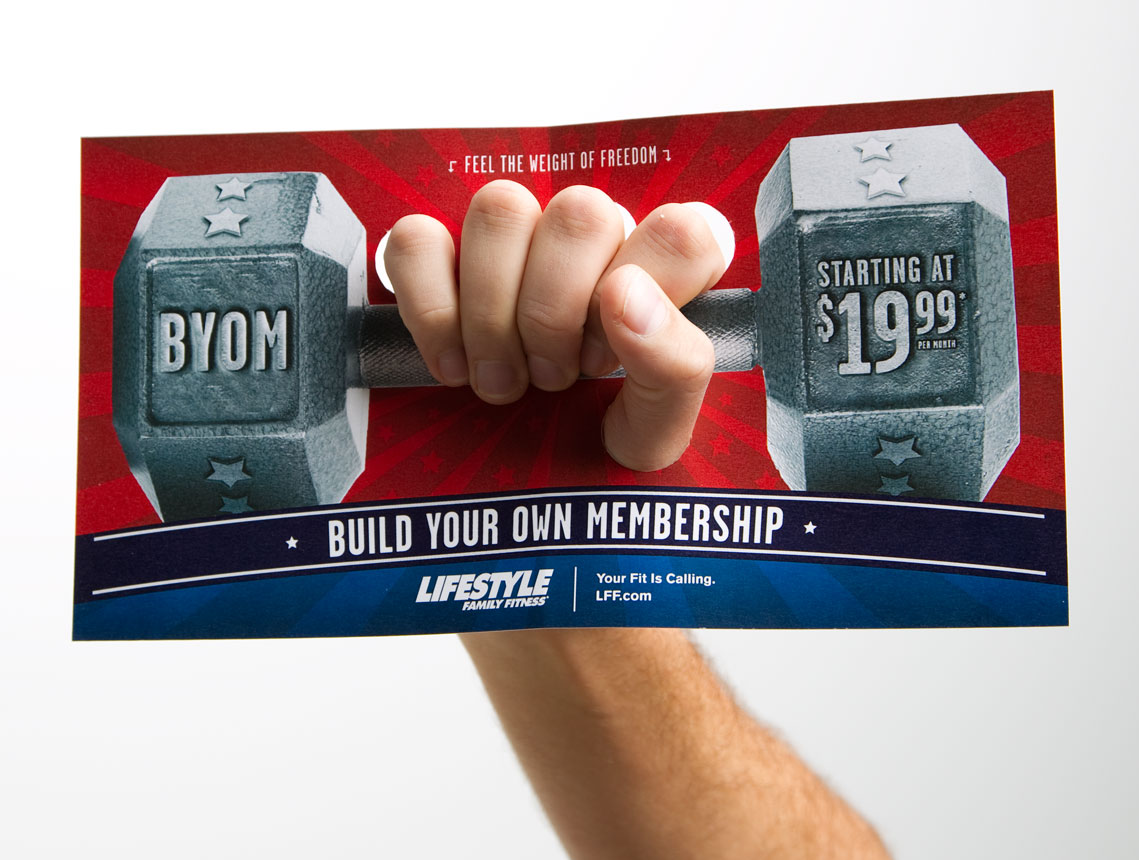 FEEL THE WEIGHT OF FREEDOM
BYOM
STARTING AT
$19 99*
PER MONTH
BUILD YOUR OWN MEMBERSHIP
LIFESTYLE
FAMILY FITNESS
Your Fit Is Calling.
LFF.com